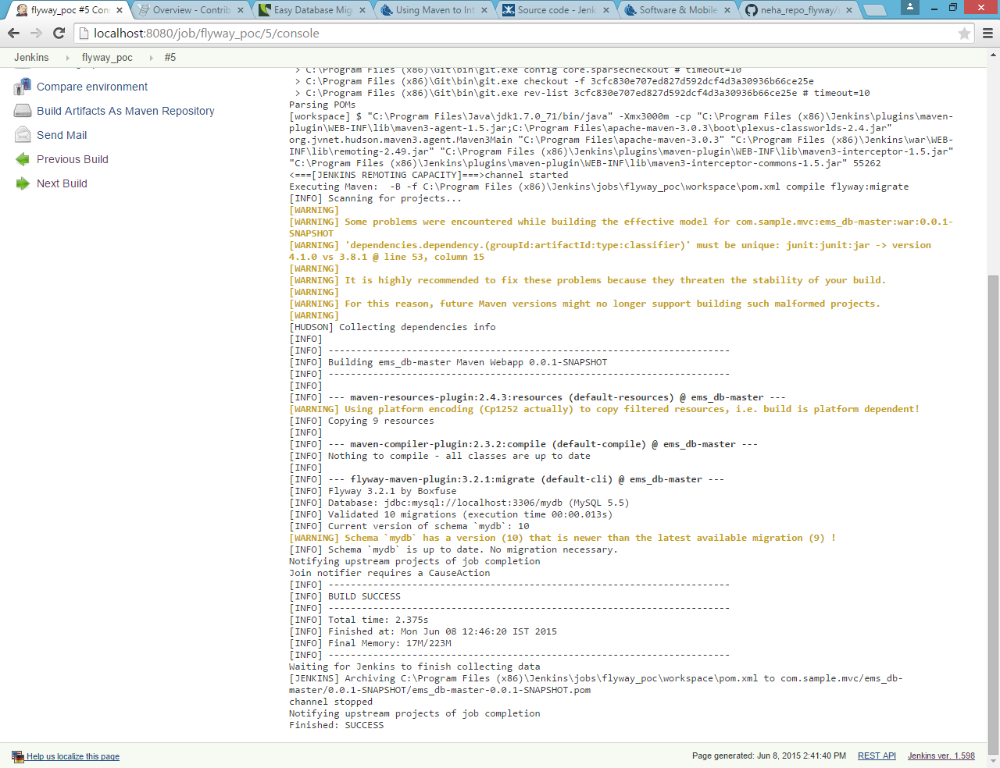 flyway_poc #5 Cons
Overview - Contrib
Easy Database Mig
Using Maven to Int
Source code - Jenk
Software & Mobile
neha_repo_flyway/
localhost:8080/job/flyway_poc/5/console
Jenkins
flyway_poc
#5
Compare environment
Build Artifacts As Maven Repository
Send Mail
Previous Build
Next Build
> C:\Program Files (x86)\Git\bin\git.exe config core.sparsecheckout # timeout=10
> C:\Program Files (x86)\Git\bin\git.exe checkout -f 3cfc830e707ed827d592dcf4d3a30936b66ce25e
> C:\Program Files (x86)\Git\bin\git.exe rev-list 3cfc830e707ed827d592dcf4d3a30936b66ce25e # timeout=10
Parsing POMs
[workspace] $ "C:\Program Files\Java\jdk1.7.0_71/bin/java" -Xmx3000m -cp "C:\Program Files (x86)\Jenkins\plugins\maven-
plugin\WEB-INF\lib\maven3-agent-1.5.jar;C:\Program Files\apache-maven-3.0.3\boot\plexus-classworlds-2.4.jar"
org.jvnet.hudson.maven3.agent.Maven3Main "C:\Program Files\apache-maven-3.0.3" "C:\Program Files (x86)\Jenkins\war\WEB-
INF\lib\remoting-2.49.jar" "C:\Program Files (x86)\Jenkins\plugins\maven-plugin\WEB-INF\lib\maven3-interceptor-1.5.jar"
"C:\Program Files (x86)\Jenkins\plugins\maven-plugin\WEB-INF\lib\maven3-interceptor-commons-1.5.jar" 55262
<===[JENKINS REMOTING CAPACITY]===>channel started
Executing Maven:  -B -f C:\Program Files (x86)\Jenkins\jobs\flyway_poc\workspace\pom.xml compile flyway:migrate
[INFO] Scanning for projects...
[WARNING]
[WARNING] Some problems were encountered while building the effective model for com.sample.mvc:ems_db-master:war:0.0.1-
SNAPSHOT
[WARNING] 'dependencies.dependency.(groupId:artifactId:type:classifier)' must be unique: junit:junit:jar -> version
4.1.0 vs 3.8.1 @ line 53, column 15
[WARNING]
[WARNING] It is highly recommended to fix these problems because they threaten the stability of your build.
[WARNING]
[WARNING] For this reason, future Maven versions might no longer support building such malformed projects.
[WARNING]
[HUDSON] Collecting dependencies info
[INFO]
[INFO] ------------------------------------------------------------------------
[INFO] Building ems_db-master Maven Webapp 0.0.1-SNAPSHOT
[INFO] ------------------------------------------------------------------------
[INFO]
[INFO] --- maven-resources-plugin:2.4.3:resources (default-resources) @ ems_db-master ---
[WARNING] Using platform encoding (Cp1252 actually) to copy filtered resources, i.e. build is platform dependent!
[INFO] Copying 9 resources
[INFO]
[INFO] --- maven-compiler-plugin:2.3.2:compile (default-compile) @ ems_db-master ---
[INFO] Nothing to compile - all classes are up to date
[INFO]
[INFO] --- flyway-maven-plugin:3.2.1:migrate (default-cli) @ ems_db-master ---
[INFO] Flyway 3.2.1 by Boxfuse
[INFO] Database: jdbc:mysql://localhost:3306/mydb (MySQL 5.5)
[INFO] Validated 10 migrations (execution time 00:00.013s)
[INFO] Current version of schema `mydb`: 10
[WARNING] Schema `mydb` has a version (10) that is newer than the latest available migration (9) !
[INFO] Schema `mydb` is up to date. No migration necessary.
Notifying upstream projects of job completion
Join notifier requires a CauseAction
[INFO] ------------------------------------------------------------------------
[INFO] BUILD SUCCESS
[INFO] ------------------------------------------------------------------------
[INFO] Total time: 2.375s
[INFO] Finished at: Mon Jun 08 12:46:20 IST 2015
[INFO] Final Memory: 17M/223M
[INFO] ------------------------------------------------------------------------
Waiting for Jenkins to finish collecting data
[JENKINS] Archiving C:\Program Files (x86)\Jenkins\jobs\flyway_poc\workspace\pom.xml to com.sample.mvc/ems_db-
master/0.0.1-SNAPSHOT/ems_db-master-0.0.1-SNAPSHOT.pom
channel stopped
Notifying upstream projects of job completion
Finished: SUCCESS
Help us localize this page
Page generated: Jun 8, 2015 2:41:40 PM
REST API
Jenkins ver. 1.598